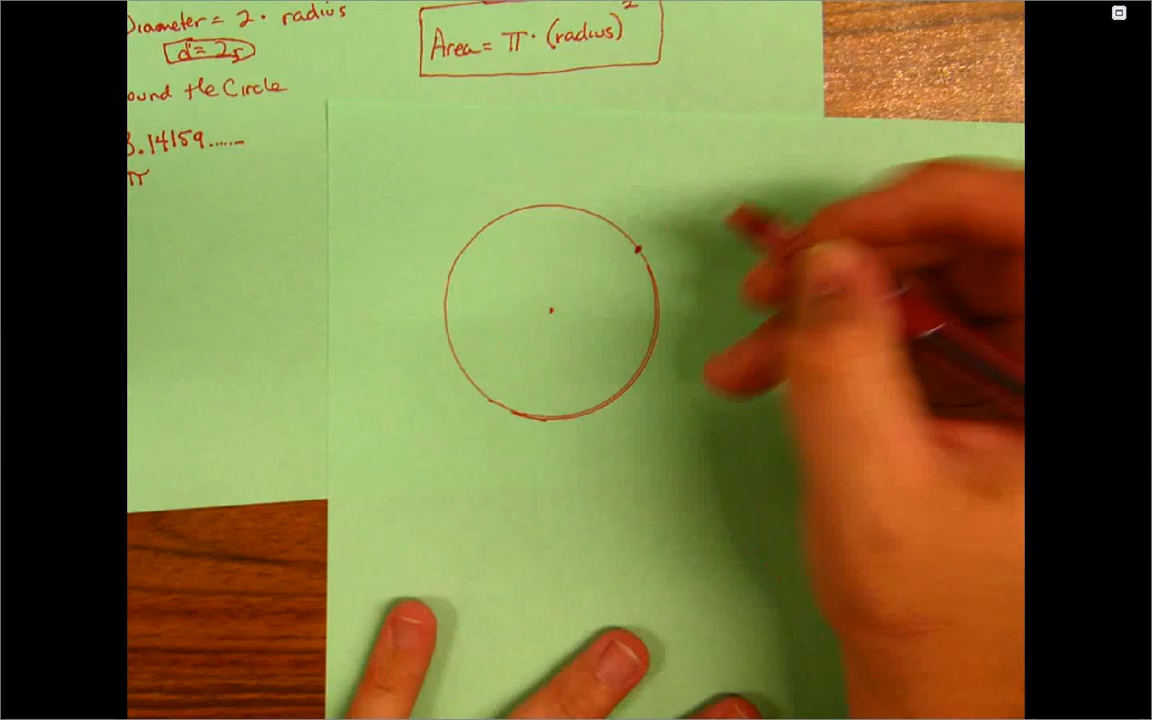 Diameter = 2 · radius
d = 2r
ound the Circle
3.14159......
π
Area = π · (radius)²